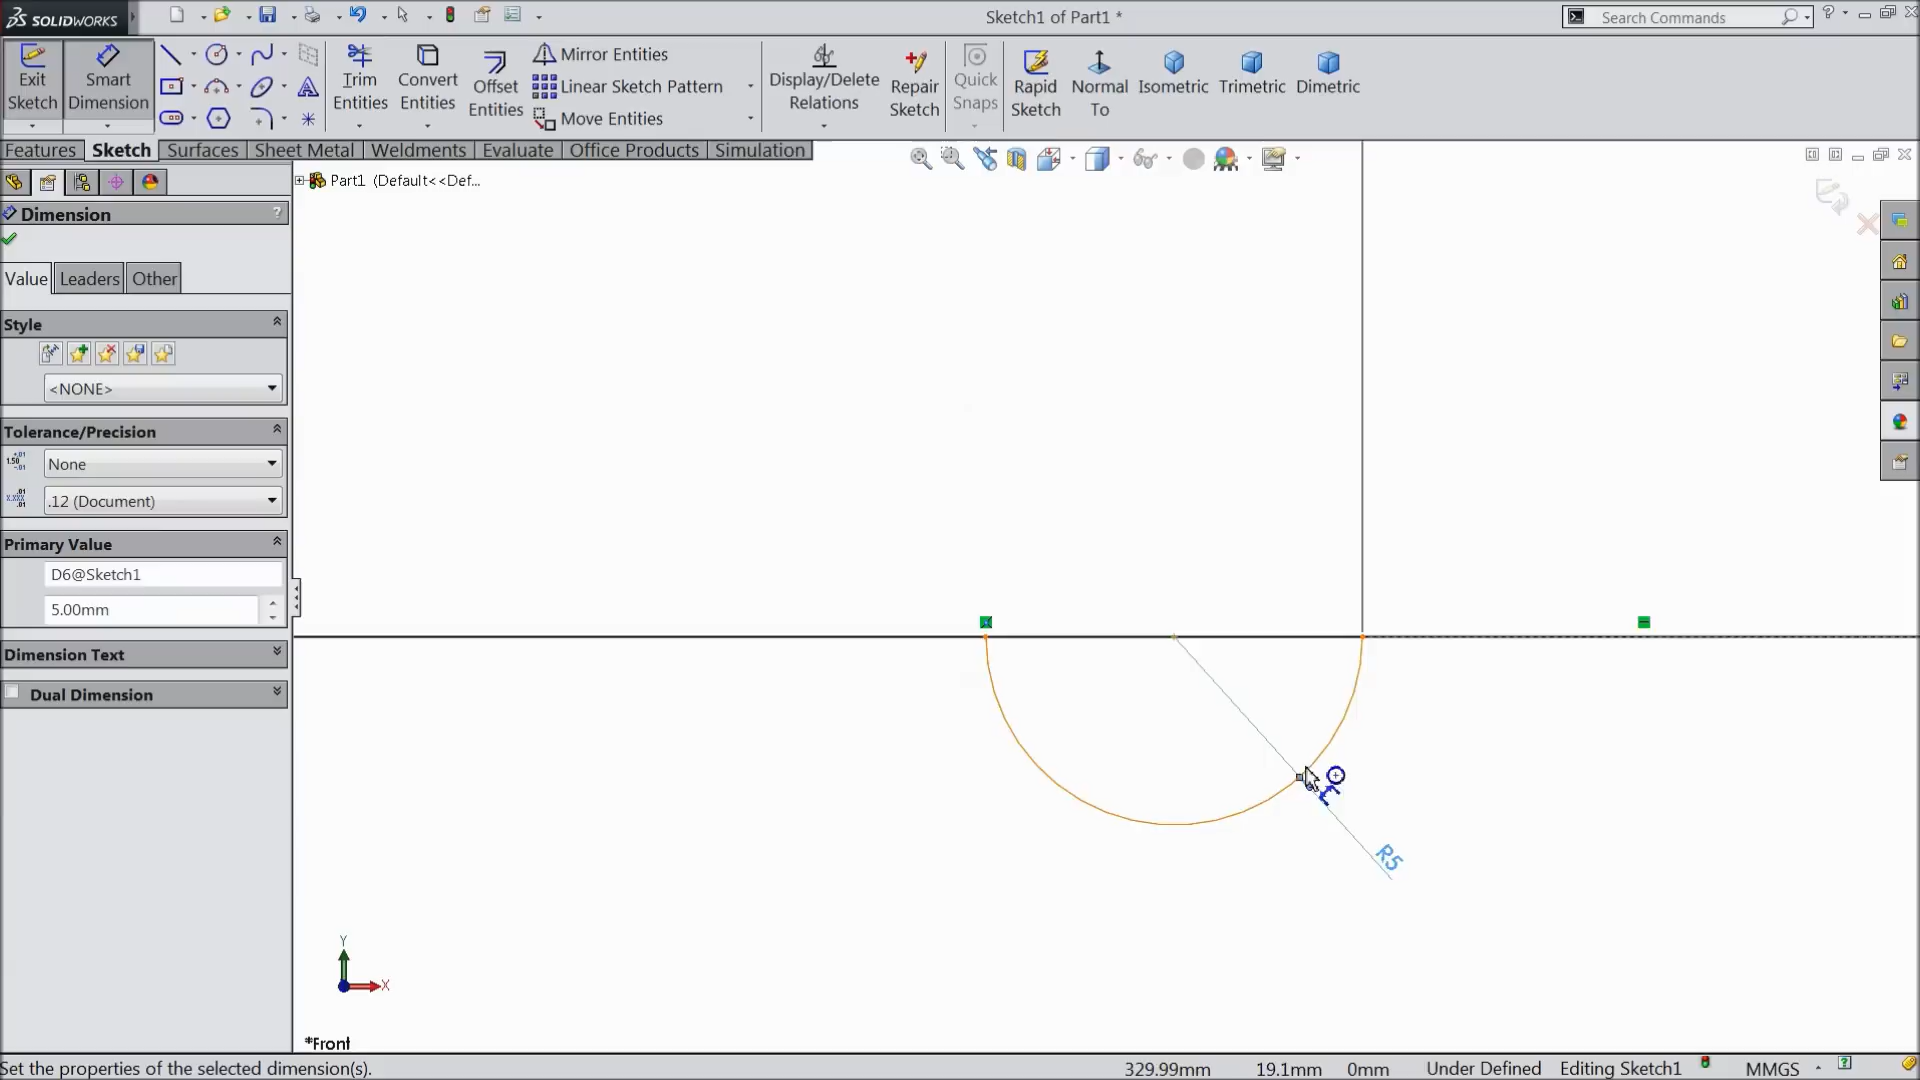 SOLIDWORKS
Sketch1 of Part1 *
Search Commands
Exit Sketch
Smart Dimension
Trim Entities
Convert Entities
Offset Entities
Mirror Entities
Linear Sketch Pattern
Move Entities
Display/Delete Relations
Repair Sketch
Quick Snaps
Rapid Sketch
Normal To
Isometric
Trimetric
Dimetric
Features
Sketch
Surfaces
Sheet Metal
Weldments
Evaluate
Office Products
Simulation
Part1 (Default<<Def...
Dimension
?
Value
Leaders
Other
Style
<NONE>
Tolerance/Precision
None
.12 (Document)
Primary Value
D6@Sketch1
5.00mm
Dimension Text
Dual Dimension
R5
Y
X
*Front
Set the properties of the selected dimension(s).
329.99mm
19.1mm
0mm
Under Defined
Editing Sketch1
MMGS